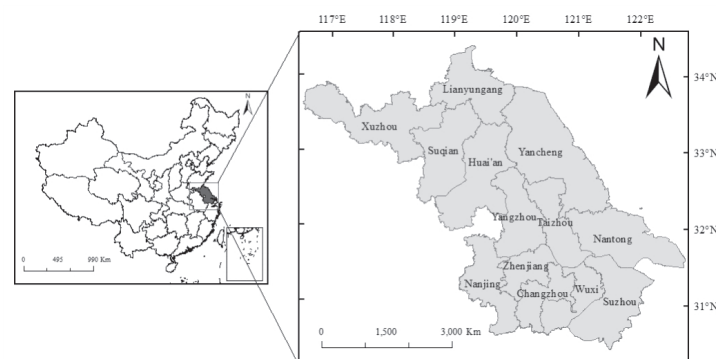 117°E 118°E 119°E 120°E 121°E 122°E
N
34°N
33°N
32°N
31°N
Lianyungang
Xuzhou
Suqian
Huai'an
Yancheng
Yangzhou
Taizhou
Nantong
Zhenjiang
Nanjing
Changzhou
Wuxi
Suzhou
0 1,500 3,000 Km
N
0 495 990 Km